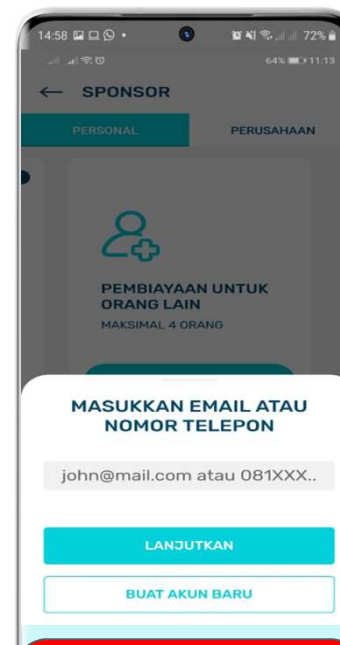 14:58 72%
64% 11:13
← SPONSOR
PERSONAL PERUSAHAAN
PEMBIAYAAN UNTUK
ORANG LAIN
MAKSIMAL 4 ORANG
MASUKKAN EMAIL ATAU
NOMOR TELEPON
john@mail.com atau 081XXX..
LANJUTKAN
BUAT AKUN BARU